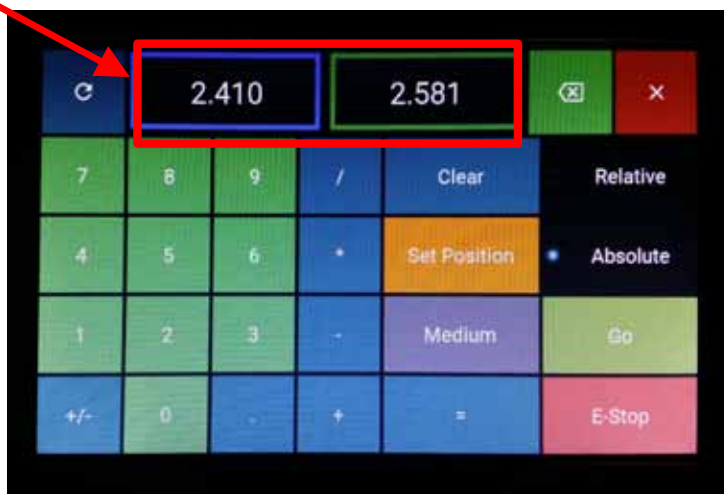 2.410 2.581
7 8 9 / Clear Relative
4 5 6 * Set Position Absolute
1 2 3 - Medium Go
+/- 0 . + = E-Stop